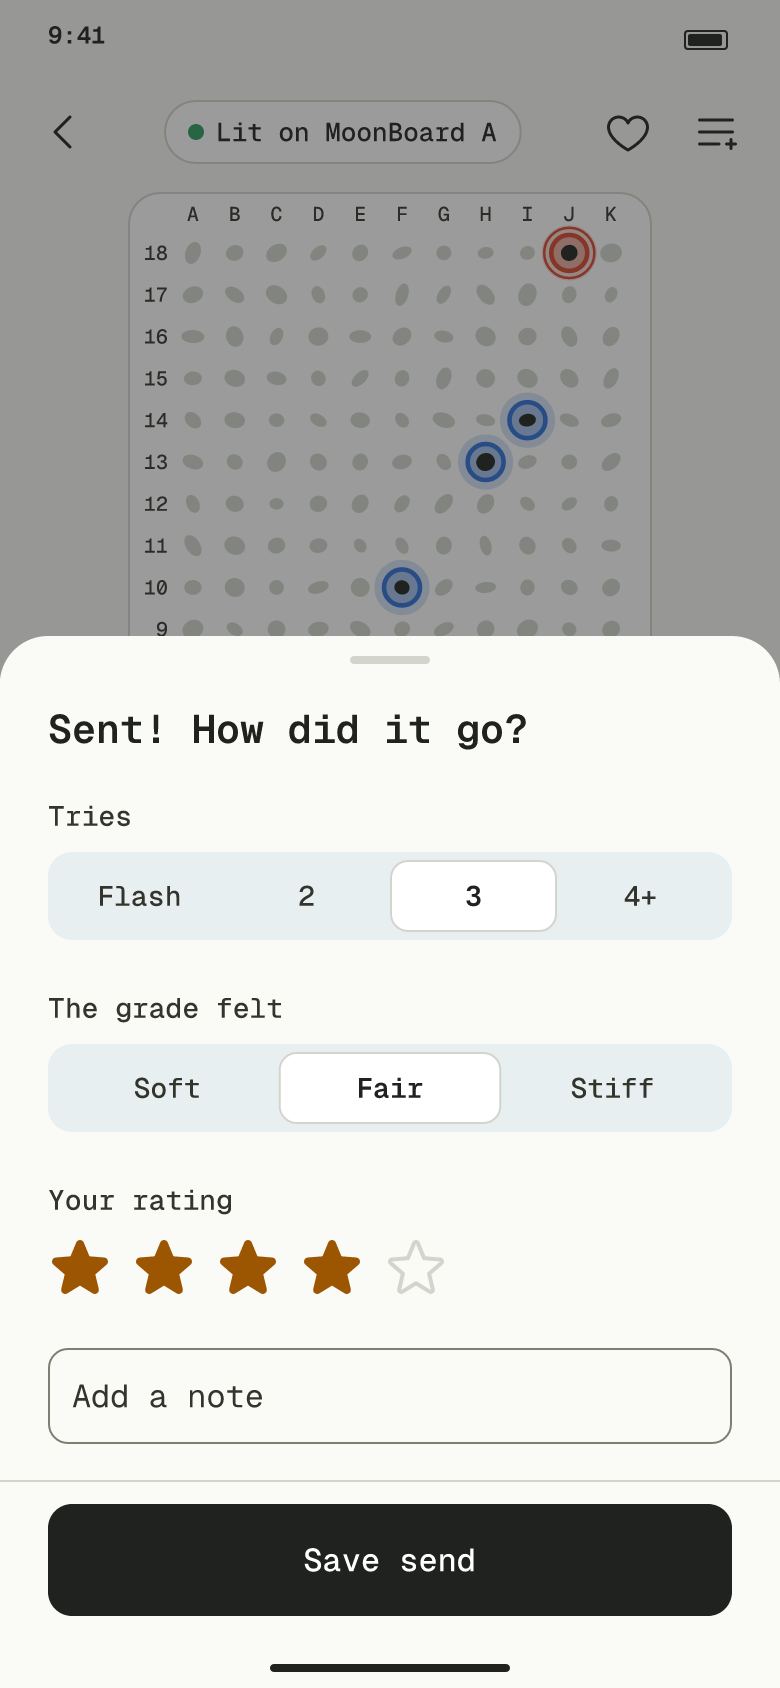 9:41
Lit on MoonBoard A
A B C D E F G H I J K
18
17
16
15
14
13
12
11
10
9
Sent! How did it go?
Tries
Flash 2 3 4+
The grade felt
Soft Fair Stiff
Your rating
Add a note
Save send